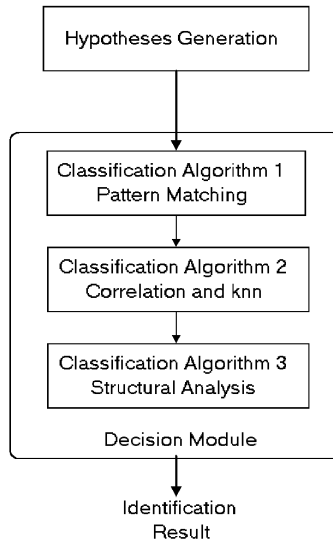 Hypotheses Generation
Classification Algorithm 1
Pattern Matching
Classification Algorithm 2
Correlation and knn
Classification Algorithm 3
Structural Analysis
Decision Module
Identification
Result